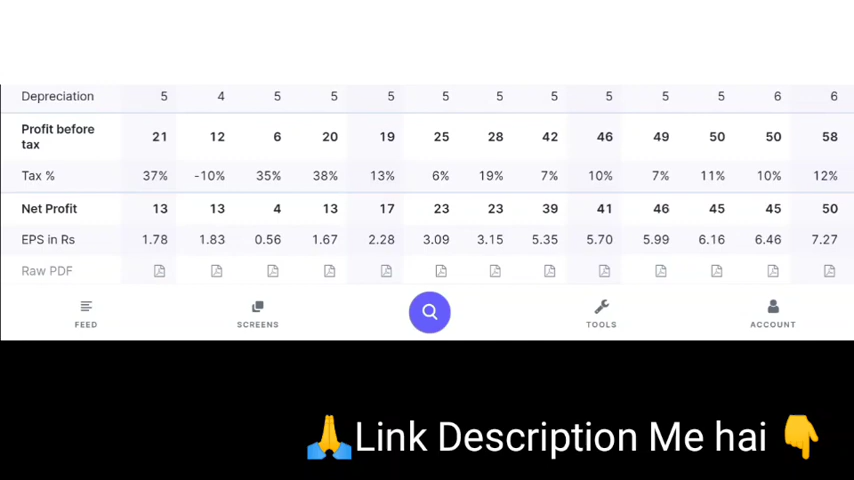 Depreciation 5 4 5 5 5 5 5 5 5 5 5 6 6
Profit before tax 21 12 6 20 19 25 28 42 46 49 50 50 58
Tax % 37% -10% 35% 38% 13% 6% 19% 7% 10% 7% 11% 10% 12%
Net Profit 13 13 4 13 17 23 23 39 41 46 45 45 50
EPS in Rs 1.78 1.83 0.56 1.67 2.28 3.09 3.15 5.35 5.70 5.99 6.16 6.46 7.27
Raw PDF
FEED SCREENS TOOLS ACCOUNT
🙏Link Description Me hai 👇